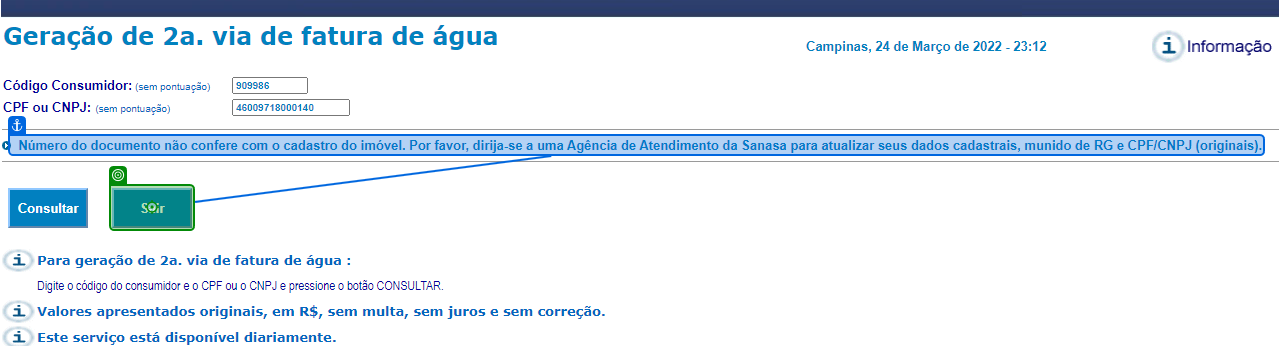 Geração de 2a. via de fatura de água
Campinas, 24 de Março de 2022 - 23:12
Informação
Código Consumidor: (sem pontuação) 909986
CPF ou CNPJ: (sem pontuação) 46009718000140
Número do documento não confere com o cadastro do imóvel. Por favor, dirija-se a uma Agência de Atendimento da Sanasa para atualizar seus dados cadastrais, munido de RG e CPF/CNPJ (originais).
Consultar
Sair
Para geração de 2a. via de fatura de água :
Digite o código do consumidor e o CPF ou o CNPJ e pressione o botão CONSULTAR.
Valores apresentados originais, em R$, sem multa, sem juros e sem correção.
Este serviço está disponível diariamente.